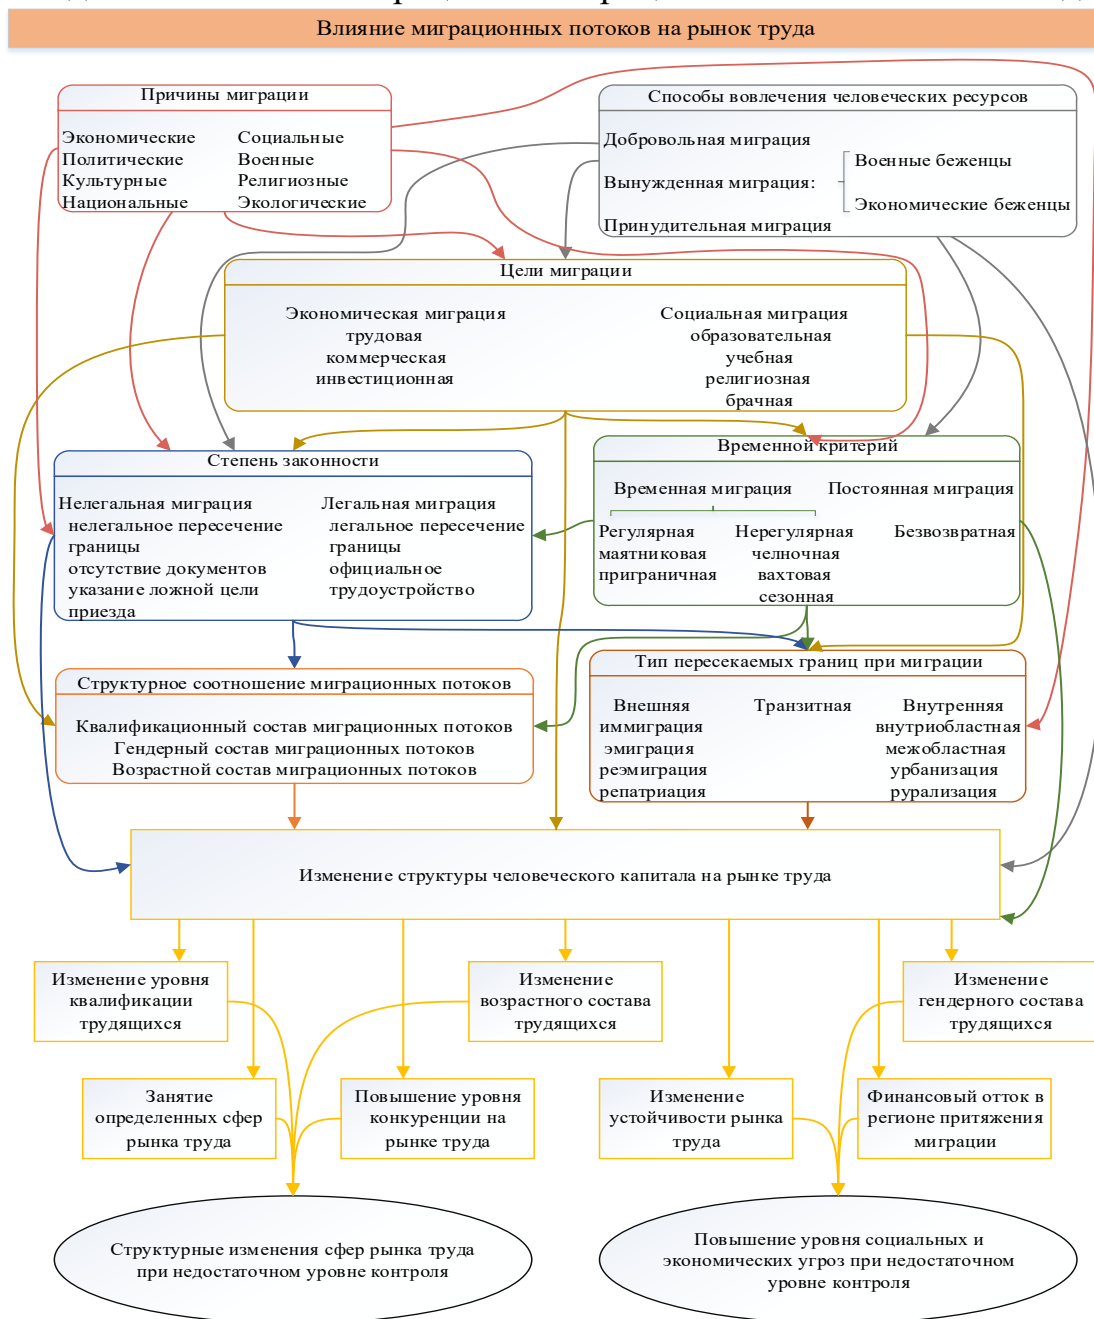 Влияние миграционных потоков на рынок труда
Причины миграции
Экономические
Политические
Культурные
Национальные
Социальные
Военные
Религиозные
Экологические
Способы вовлечения человеческих ресурсов
Добровольная миграция
Вынужденная миграция:
Военные беженцы
Экономические беженцы
Принудительная миграция
Цели миграции
Экономическая миграция
трудовая
коммерческая
инвестиционная
Социальная миграция
образовательная
учебная
религиозная
брачная
Степень законности
Нелегальная миграция
нелегальное пересечение
границы
отсутствие документов
указание ложной цели
приезда
Легальная миграция
легальное пересечение
границы
официальное
трудоустройство
Временной критерий
Временная миграция
Регулярная
маятниковая
приграничная
Нерегулярная
челночная
вахтовая
сезонная
Постоянная миграция
Безвозвратная
Структурное соотношение миграционных потоков
Квалификационный состав миграционных потоков
Гендерный состав миграционных потоков
Возрастной состав миграционных потоков
Тип пересекаемых границ при миграции
Внешняя
иммиграция
эмиграция
реэмиграция
репатриация
Транзитная
Внутренняя
внутриобластная
межобластная
урбанизация
рурализация
Изменение структуры человеческого капитала на рынке труда
Изменение уровня
квалификации
трудящихся
Изменение
возрастного состава
трудящихся
Изменение
гендерного состава
трудящихся
Занятие
определенных сфер
рынка труда
Повышение уровня
конкуренции на
рынке труда
Изменение
устойчивости рынка
труда
Финансовый отток в
регионе притяжения
миграции
Структурные изменения сфер рынка труда
при недостаточном уровне контроля
Повышение уровня социальных и
экономических угроз при недостаточном
уровне контроля